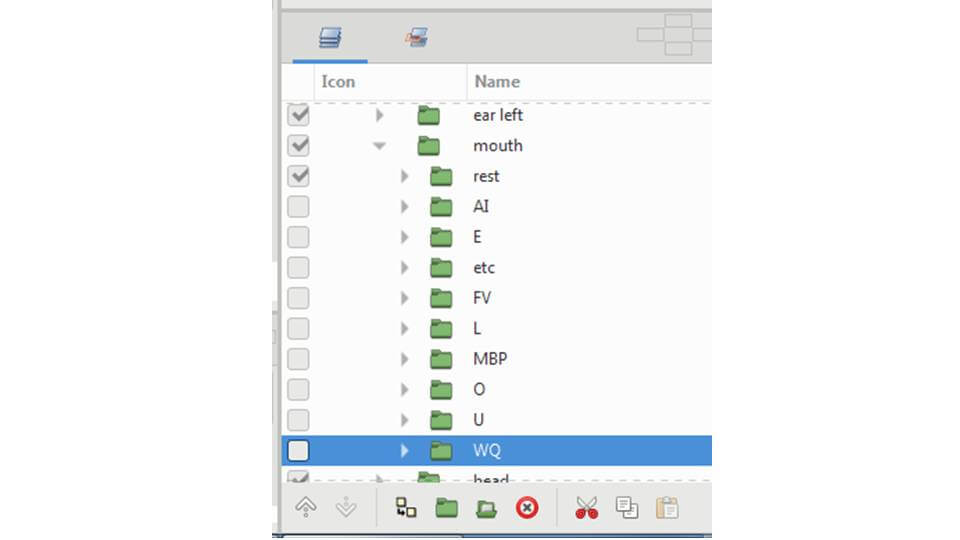 Icon Name
ear left
mouth
rest
AI
E
etc
FV
L
MBP
O
U
WQ
head